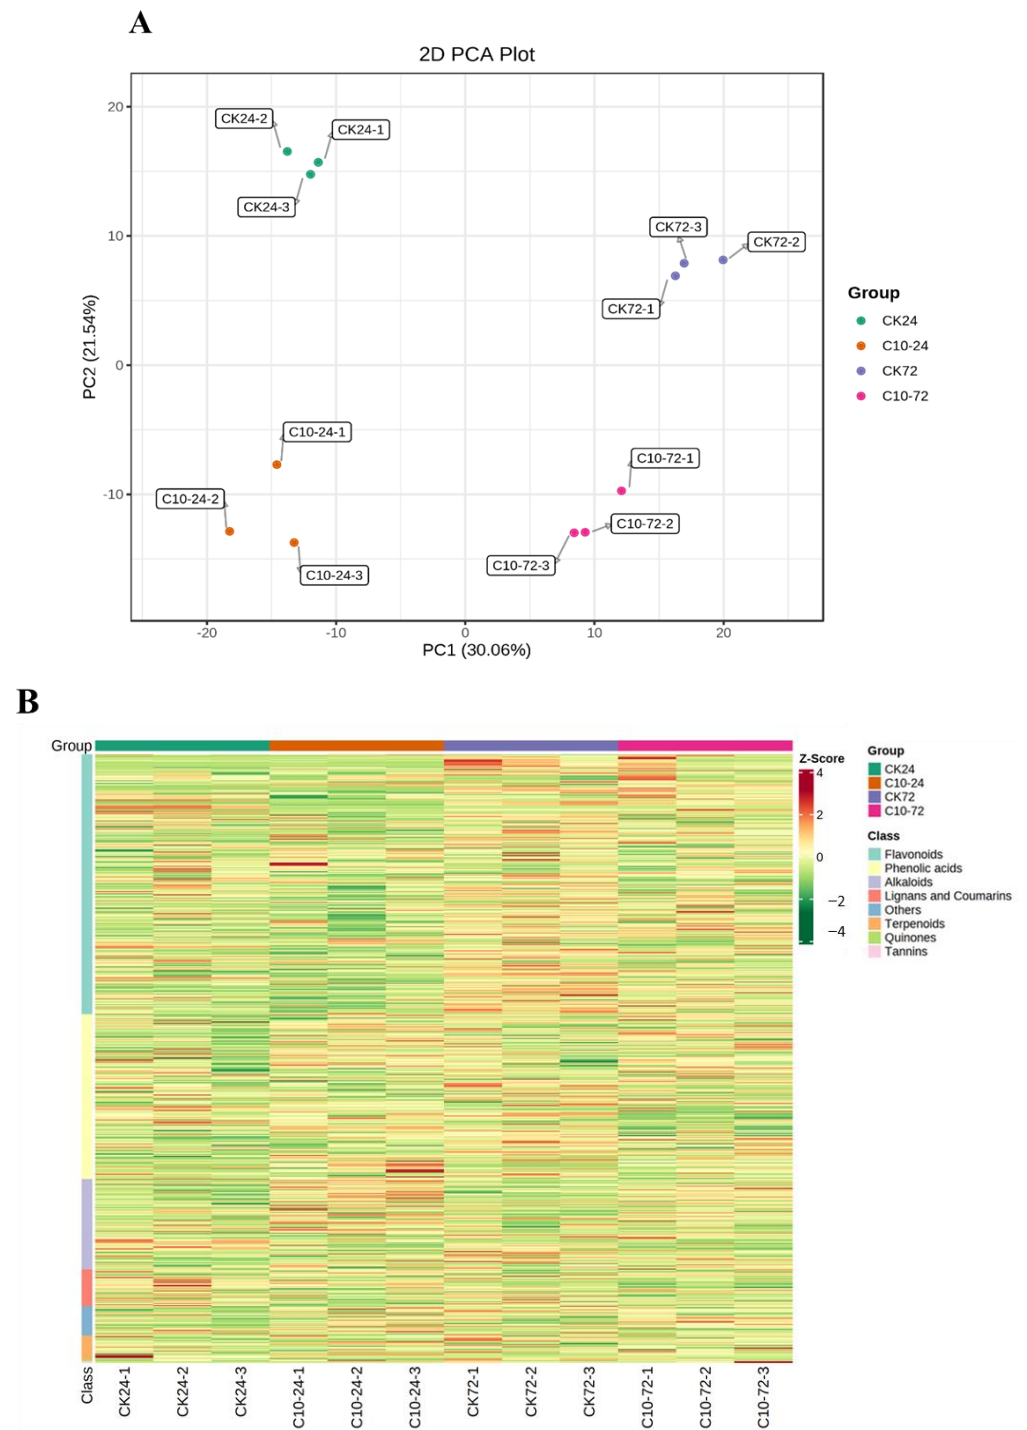 A
2D PCA Plot
20
10
0
-10
PC2 (21.54%)
CK24-2
CK24-1
CK24-3
CK72-3
CK72-2
CK72-1
C10-24-1
C10-24-2
C10-24-3
C10-72-1
C10-72-2
C10-72-3
-20
-10
0
10
20
PC1 (30.06%)
Group
CK24
C10-24
CK72
C10-72
B
Group
Z-Score
4
2
0
−2
−4
Group
CK24
C10-24
CK72
C10-72
Class
Flavonoids
Phenolic acids
Alkaloids
Lignans and Coumarins
Others
Terpenoids
Quinones
Tannins
Class
CK24-1
CK24-2
CK24-3
C10-24-1
C10-24-2
C10-24-3
CK72-1
CK72-2
CK72-3
C10-72-1
C10-72-2
C10-72-3